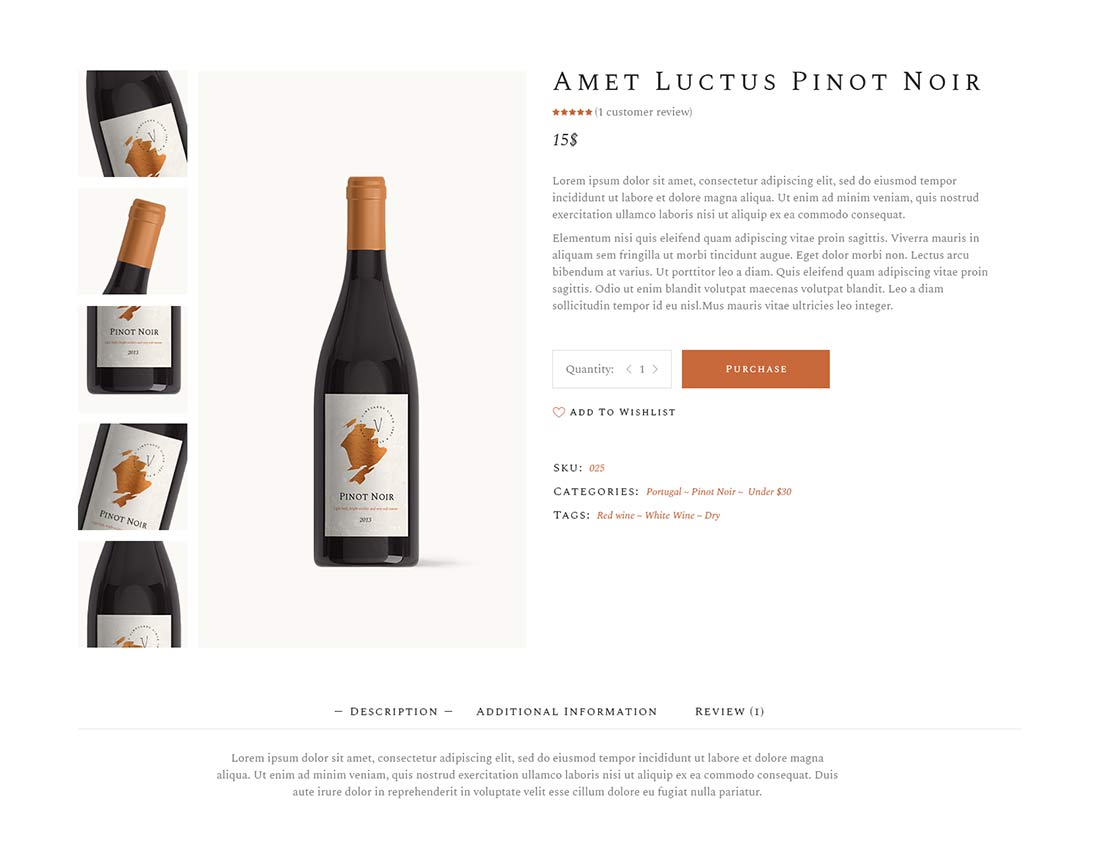 Amet Luctus Pinot Noir
(1 customer review)
15$
Lorem ipsum dolor sit amet, consectetur adipiscing elit, sed do eiusmod tempor
incididunt ut labore et dolore magna aliqua. Ut enim ad minim veniam, quis nostrud
exercitation ullamco laboris nisi ut aliquip ex ea commodo consequat.
Elementum nisi quis eleifend quam adipiscing vitae proin sagittis. Viverra mauris in
aliquam sem fringilla ut morbi tincidunt augue. Eget dolor morbi non. Lectus arcu
bibendum at varius. Ut porttitor leo a diam. Quis eleifend quam adipiscing vitae proin
sagittis. Odio ut enim blandit volutpat maecenas volutpat blandit. Leo a diam
sollicitudin tempor id eu nisl.Mus mauris vitae ultricies leo integer.
Quantity: 1
Purchase
Add To Wishlist
SKU: 025
Categories: Portugal ~ Pinot Noir ~ Under $30
Tags: Red wine ~ White Wine ~ Dry
V
Pinot Noir
2013
V
Pinot Noir
2013
V
Pinot Noir
V
— Description — Additional Information Review (1)
Lorem ipsum dolor sit amet, consectetur adipiscing elit, sed do eiusmod tempor incididunt ut labore et dolore magna
aliqua. Ut enim ad minim veniam, quis nostrud exercitation ullamco laboris nisi ut aliquip ex ea commodo consequat. Duis
aute irure dolor in reprehenderit in voluptate velit esse cillum dolore eu fugiat nulla pariatur.